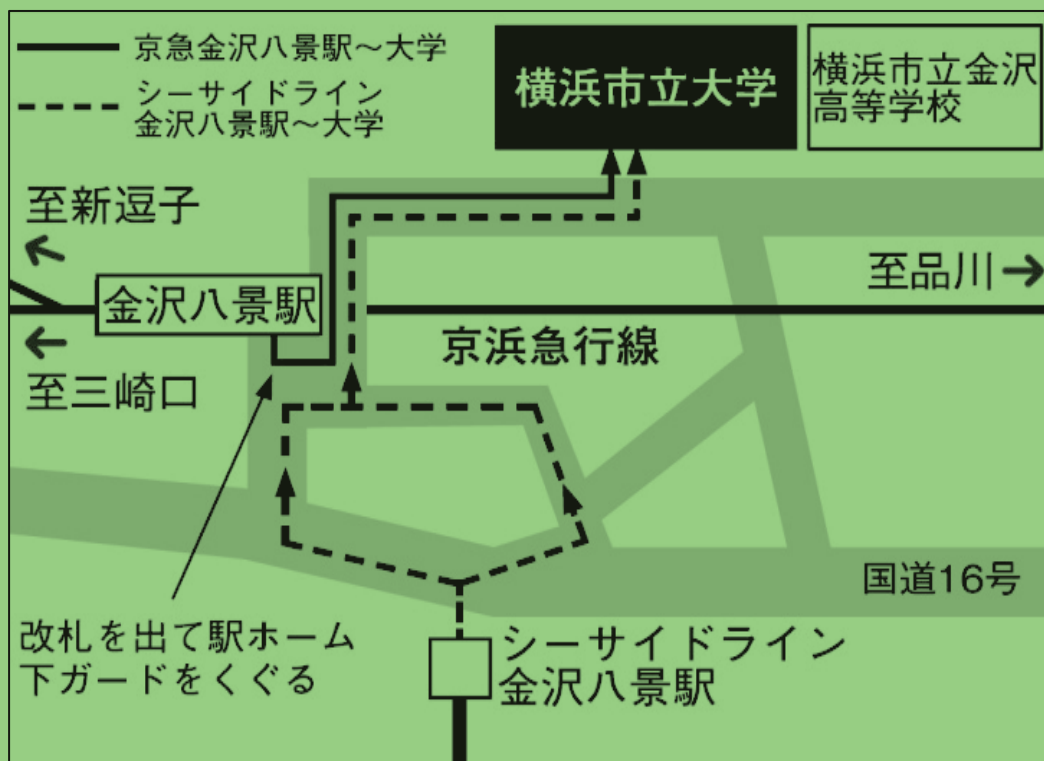 京急金沢八景駅～大学
シーサイドライン
金沢八景駅～大学
横浜市立大学
横浜市立金沢
高等学校
至新逗子
至品川
金沢八景駅
京浜急行線
至三崎口
国道16号
改札を出て駅ホーム
下ガードをくぐる
シーサイドライン
金沢八景駅